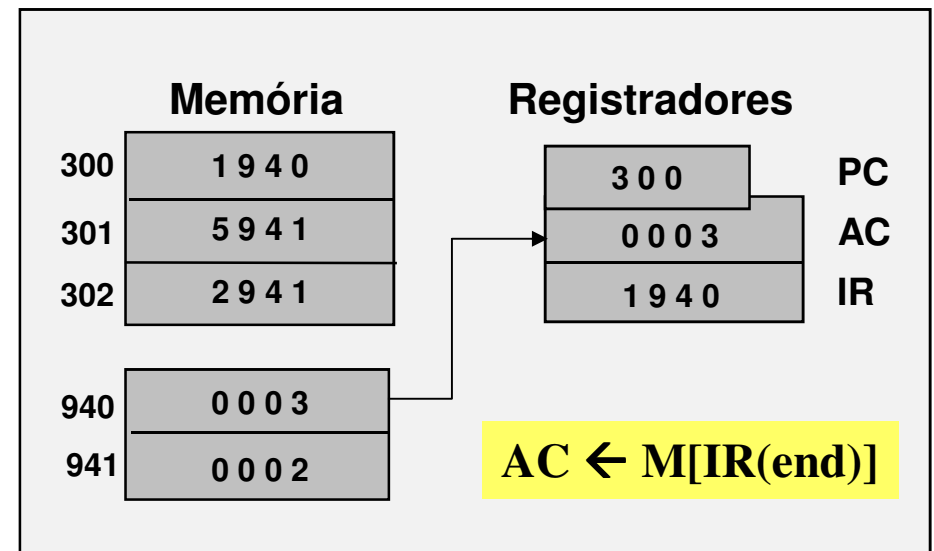 Memória Registradores
300 1 9 4 0 3 0 0 PC
301 5 9 4 1 0 0 0 3 AC
302 2 9 4 1 1 9 4 0 IR
940 0 0 0 3
941 0 0 0 2
AC ← M[IR(end)]